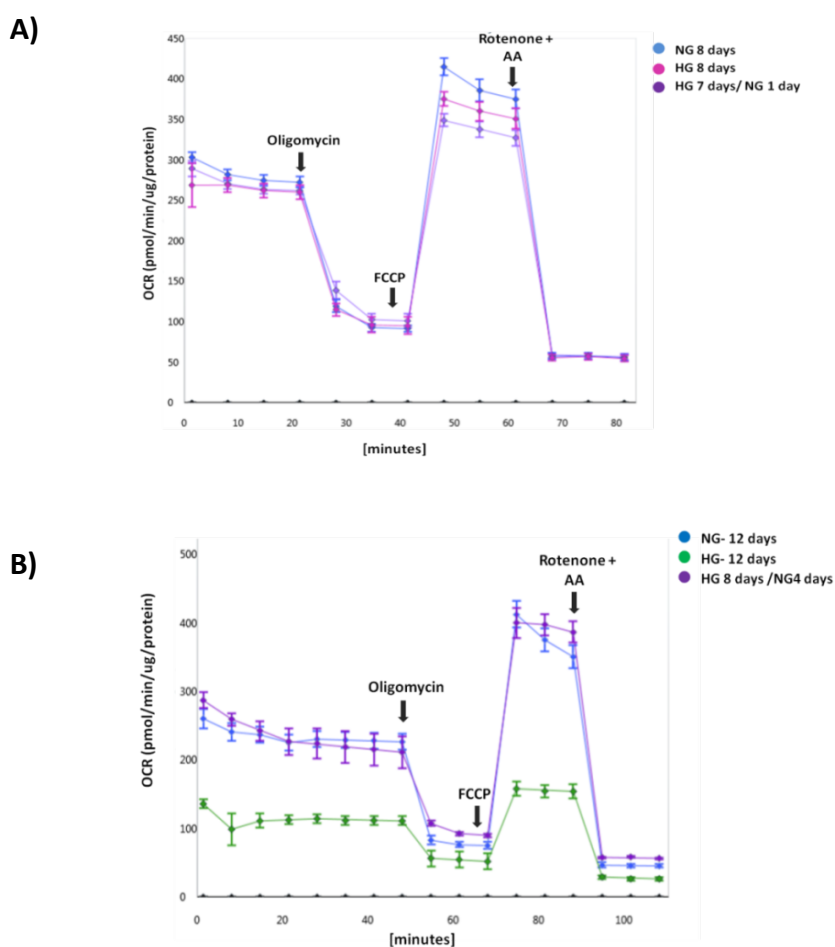 A)
Rotenone +
AA
NG 8 days
HG 8 days
HG 7 days/ NG 1 day
Oligomycin
FCCP
OCR (pmol/min/ug/protein)
450
400
350
300
250
200
150
100
50
0
0 10 20 30 40 50 60 70 80
[minutes]
B)
NG- 12 days
HG- 12 days
HG 8 days /NG4 days
Rotenone +
AA
Oligomycin
FCCP
OCR (pmol/min/ug/protein)
500
400
300
200
100
0
0 20 40 60 80 100
[minutes]